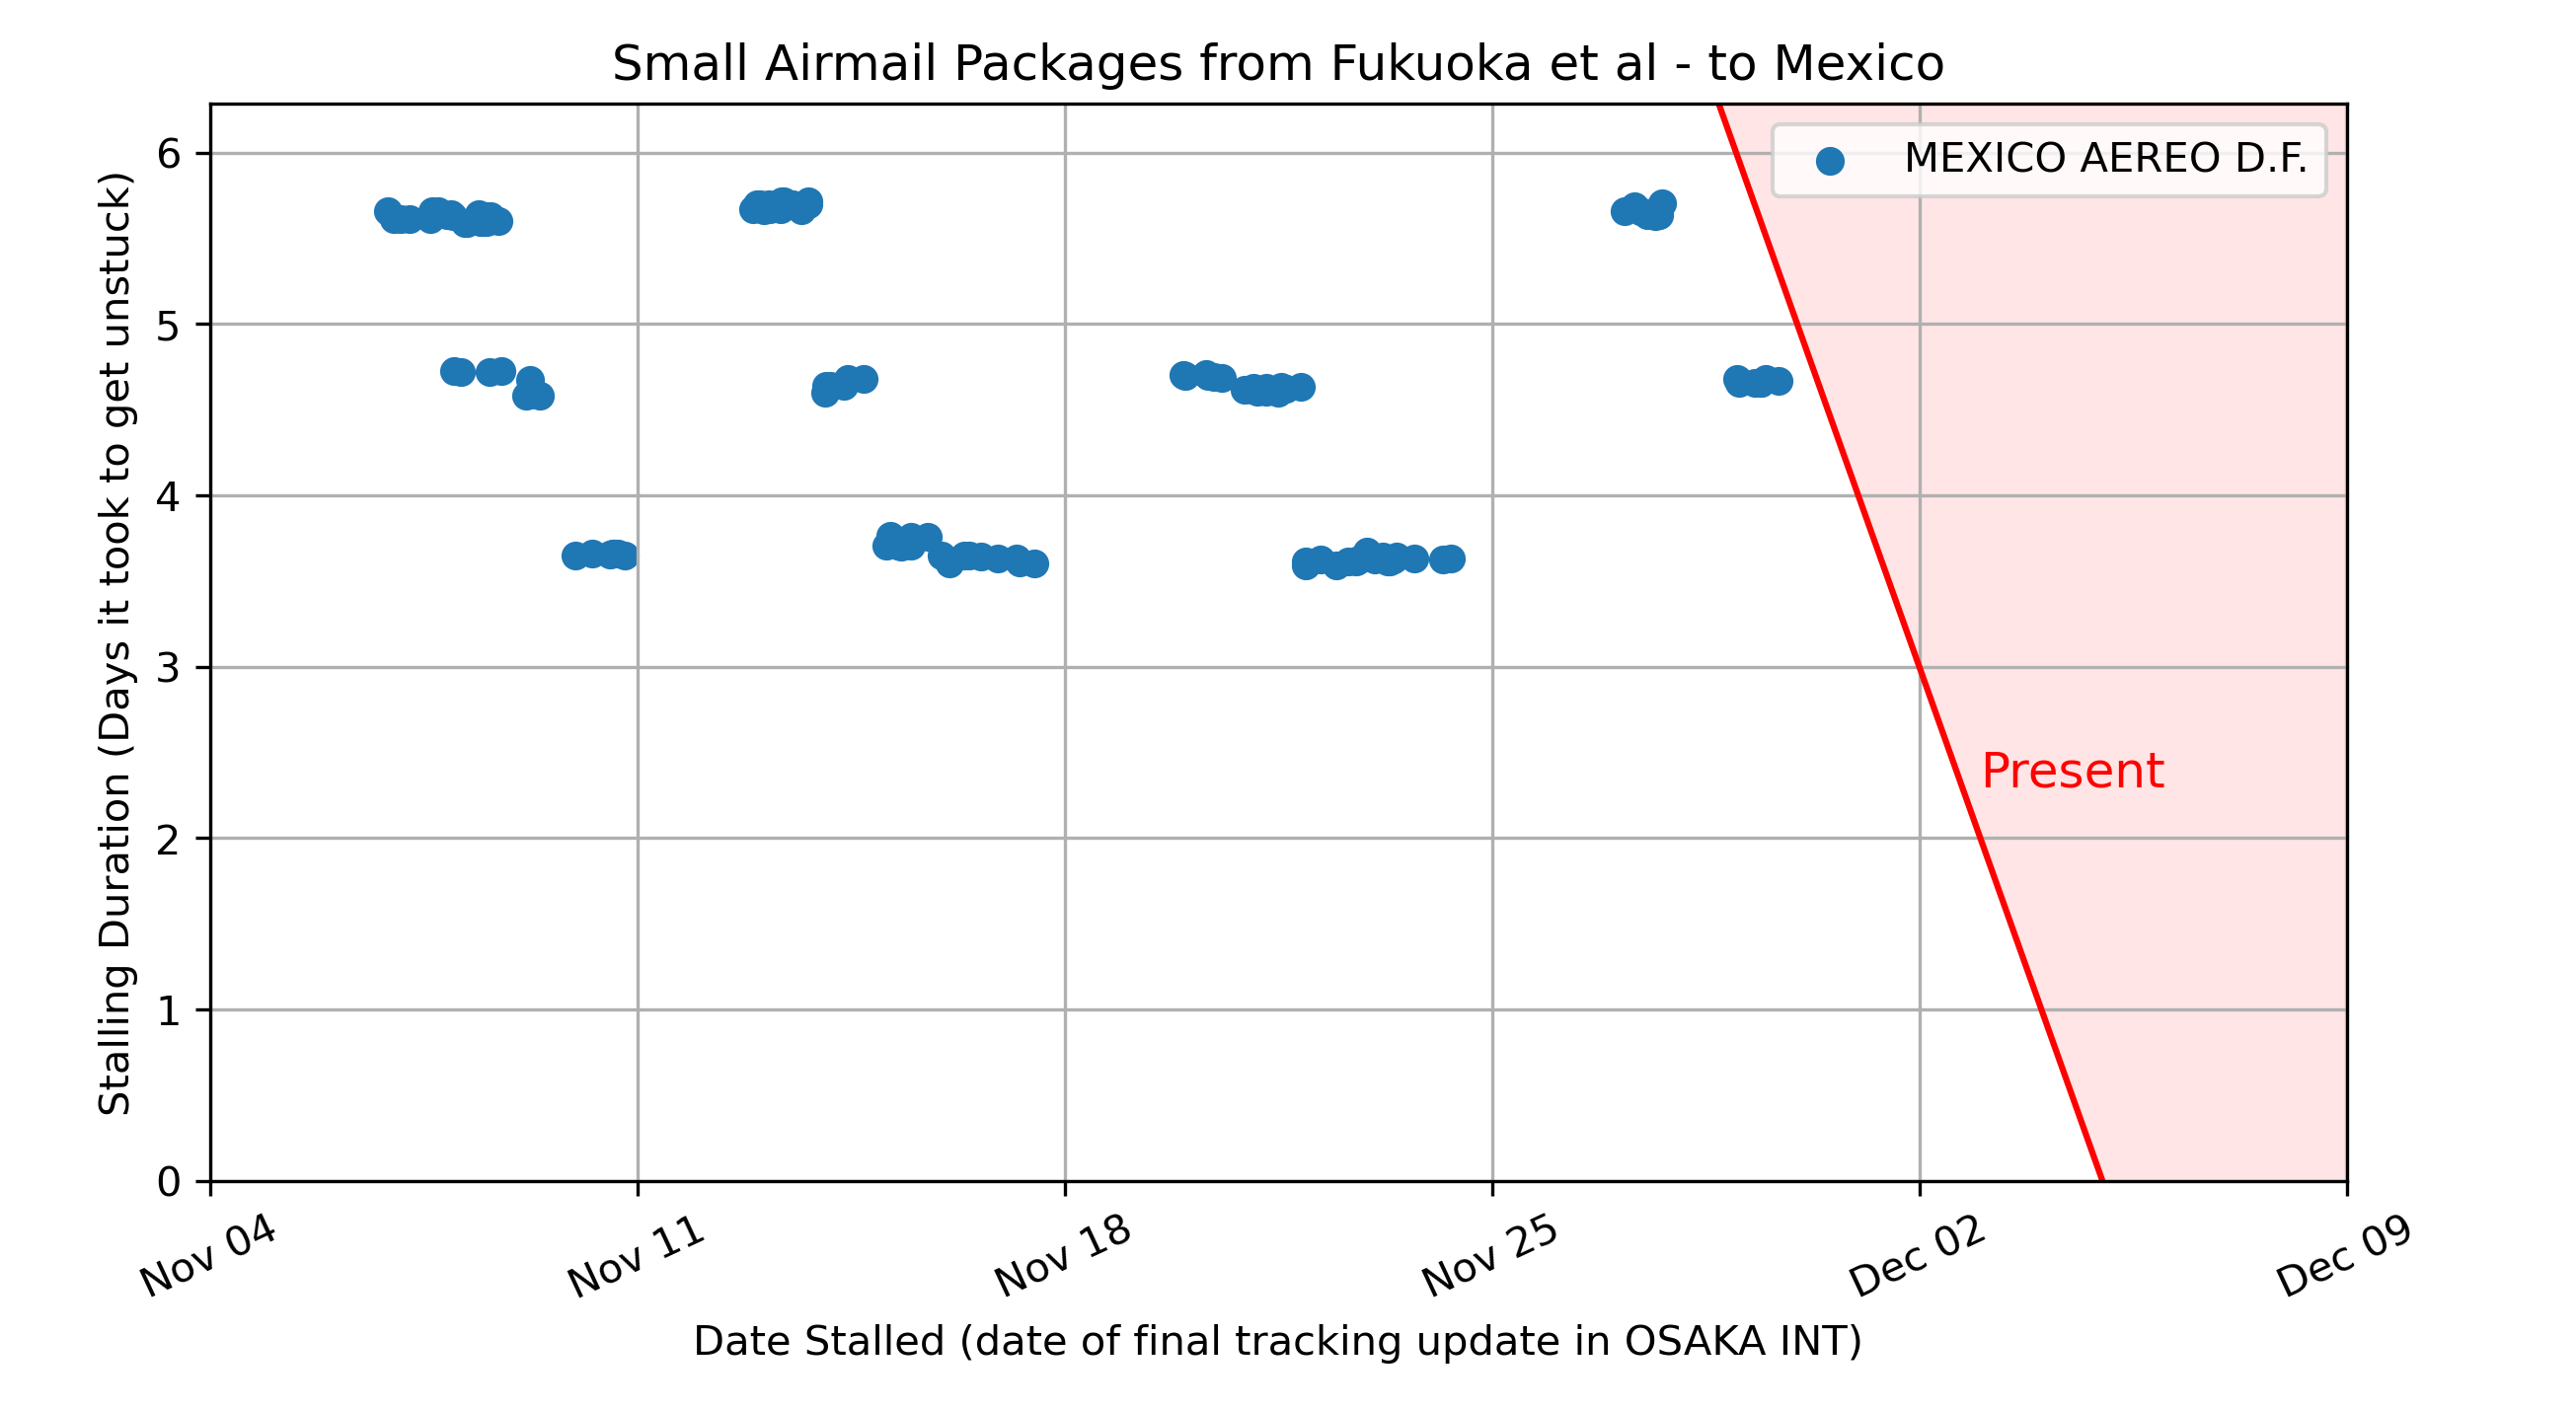 Small Airmail Packages from Fukuoka et al - to Mexico
MEXICO AEREO D.F.
Stalling Duration (Days it took to get unstuck)
6
5
4
3
2
1
0
Present
Nov 04
Nov 11
Nov 18
Nov 25
Dec 02
Dec 09
Date Stalled (date of final tracking update in OSAKA INT)